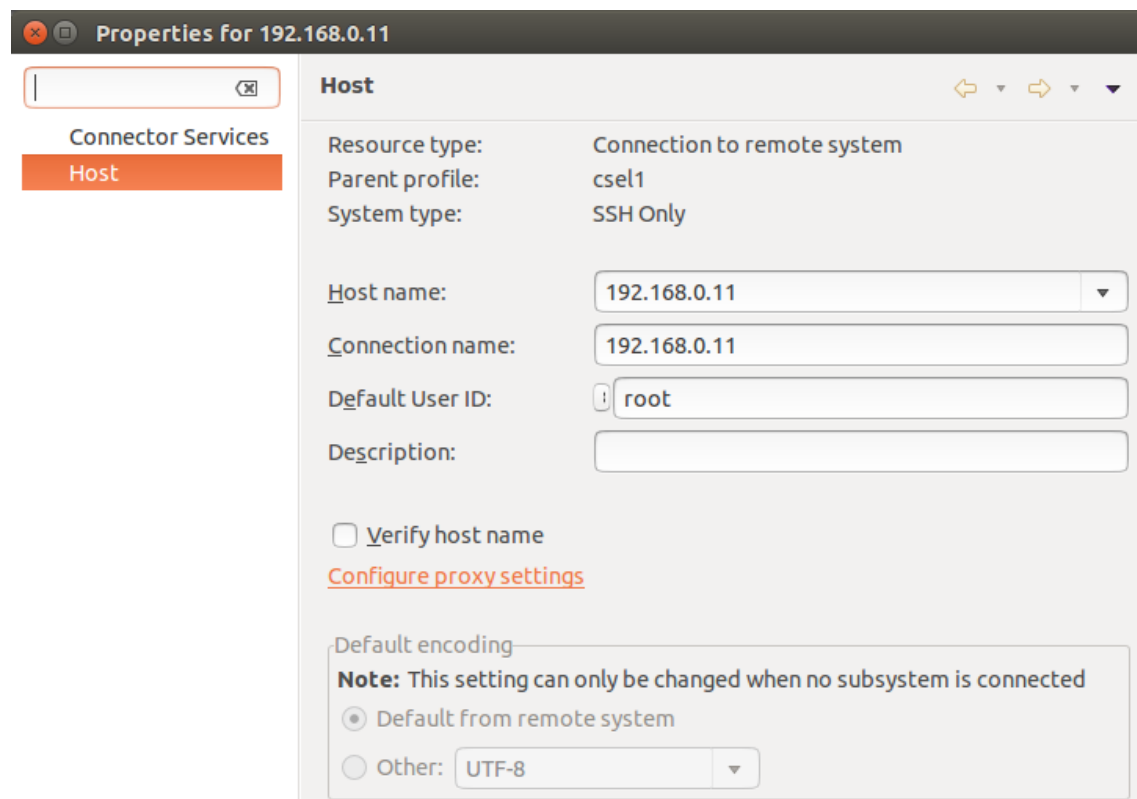 Properties for 192.168.0.11
Connector Services
Host
Host
Resource type: Connection to remote system
Parent profile: csel1
System type: SSH Only
Host name: 192.168.0.11
Connection name: 192.168.0.11
Default User ID: root
Description:
Verify host name
Configure proxy settings
Default encoding
Note: This setting can only be changed when no subsystem is connected
Default from remote system
Other: UTF-8